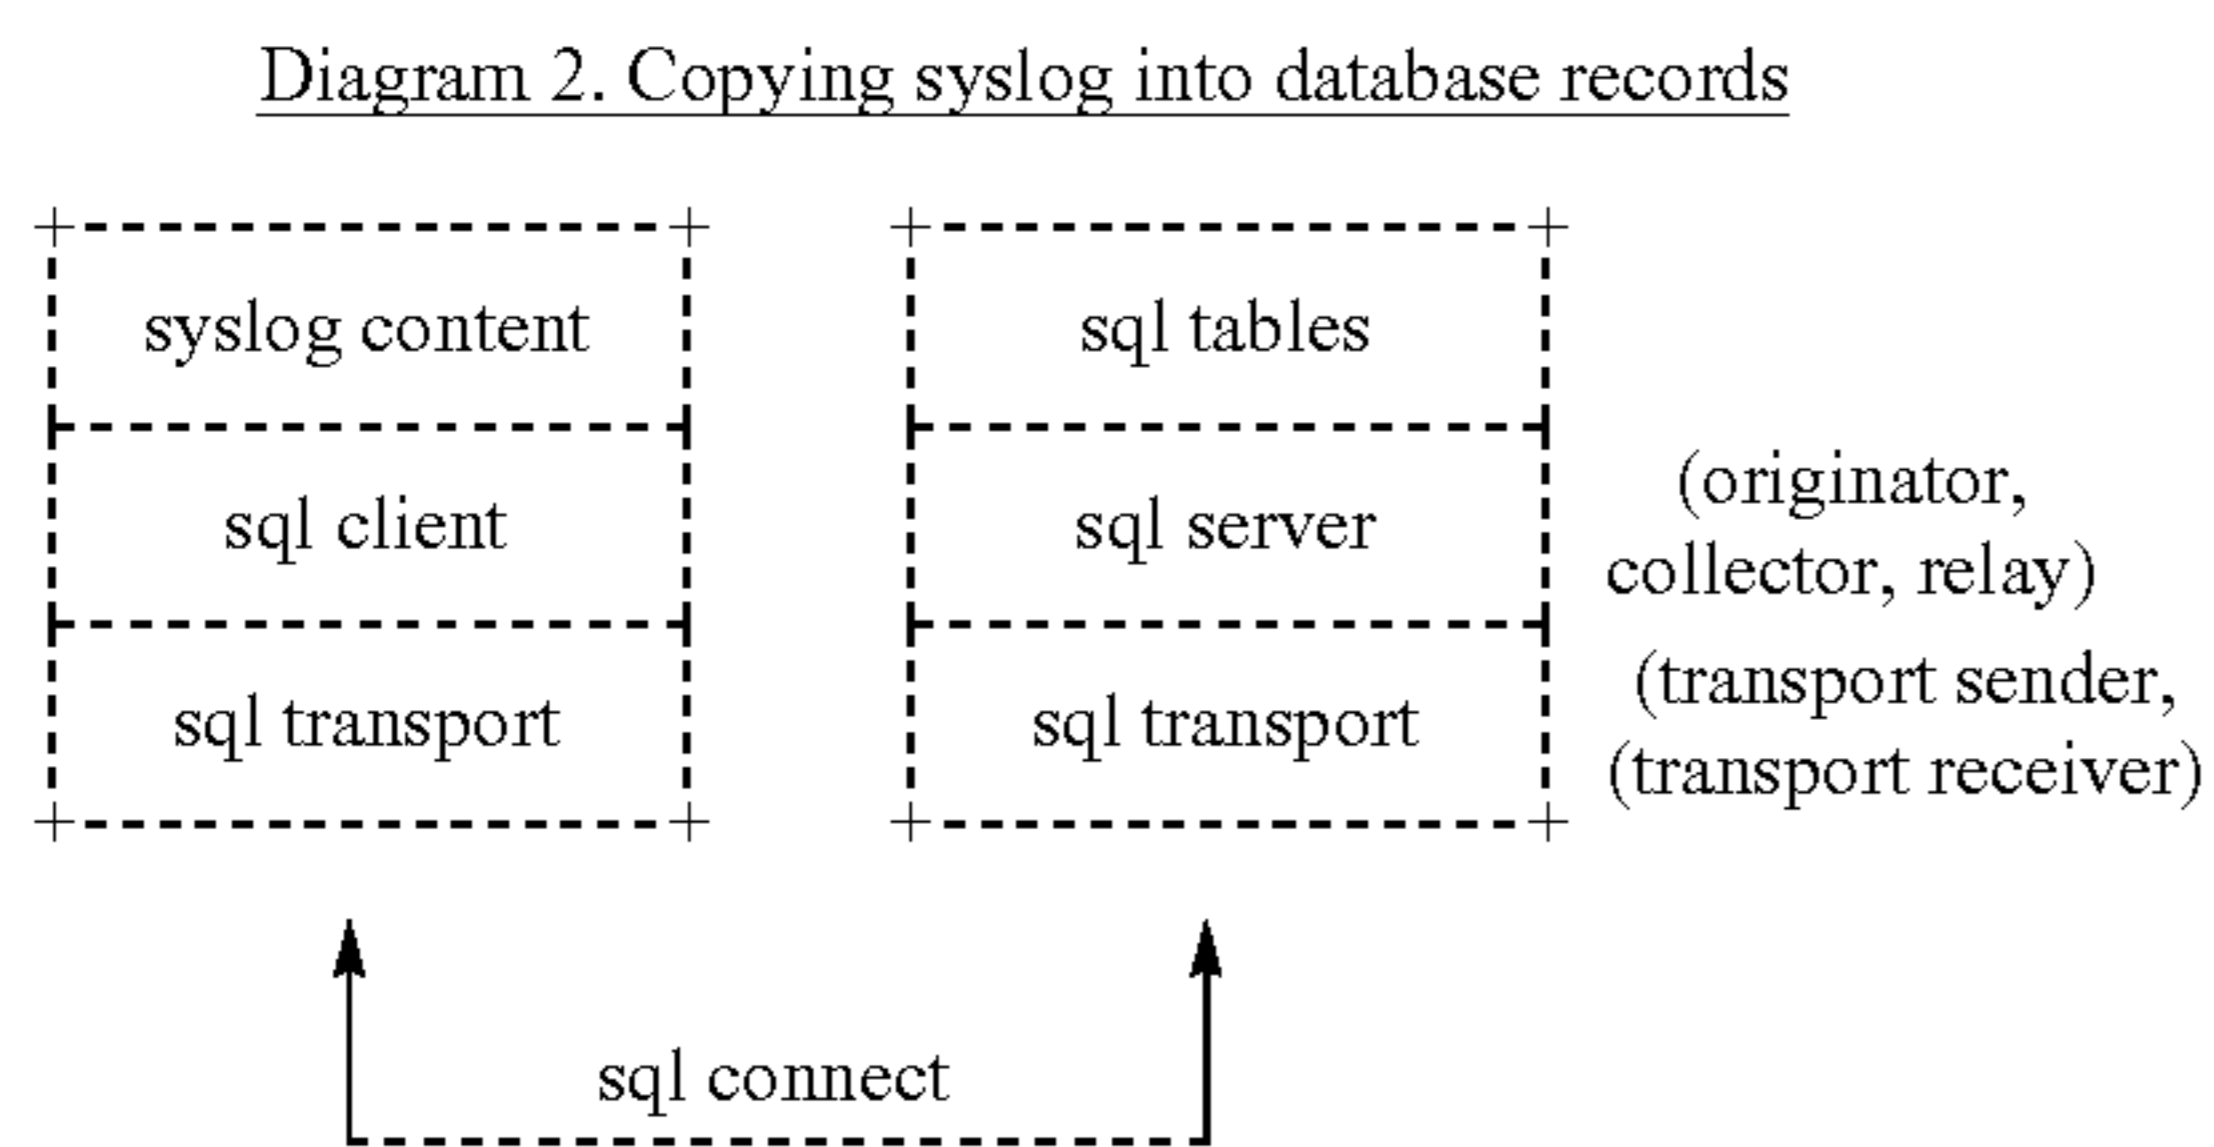 Diagram 2. Copying syslog into database records
syslog content
sql client
sql transport
sql tables
sql server
sql transport
(originator,
collector, relay)
(transport sender,
(transport receiver)
sql connect